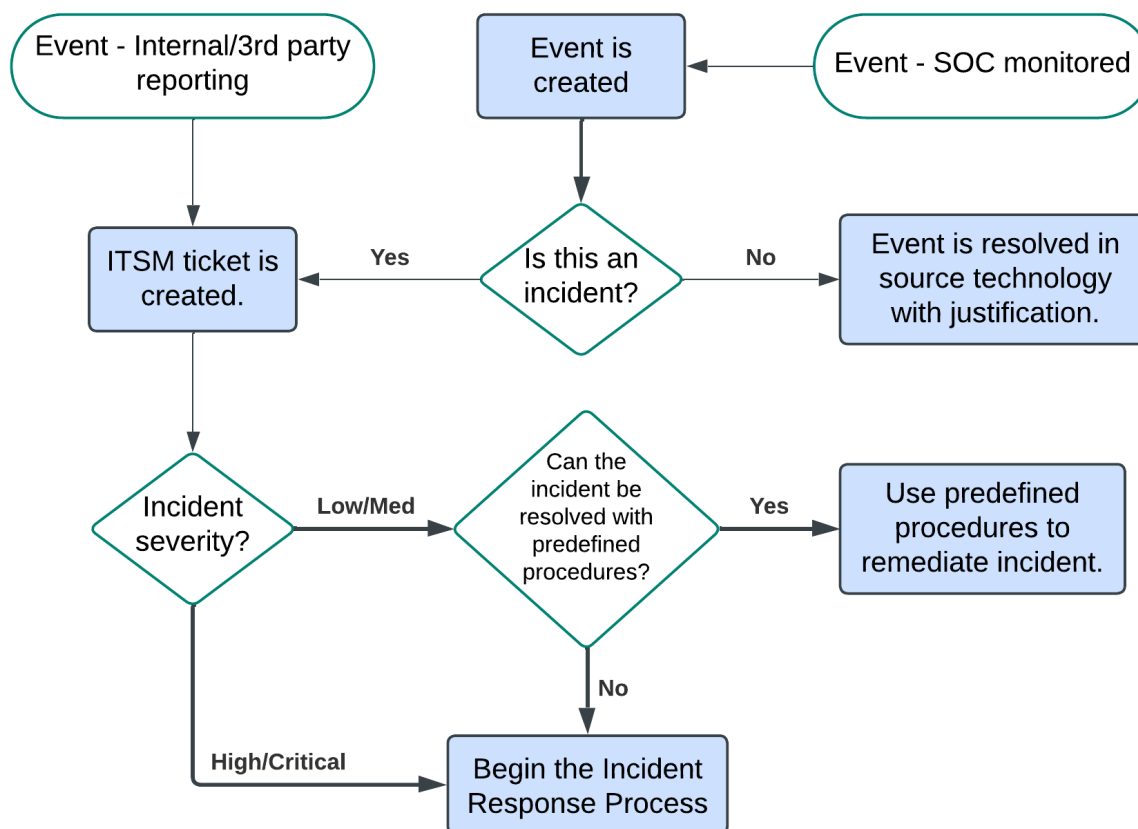 Event - Internal/3rd party
reporting
Event is
created
Event - SOC monitored
ITSM ticket is
created.
Yes
Is this an
incident?
No
Event is resolved in
source technology
with justification.
Incident
severity?
Low/Med
Can the
incident be
resolved with
predefined
procedures?
Yes
Use predefined
procedures to
remediate incident.
No
High/Critical
Begin the Incident
Response Process